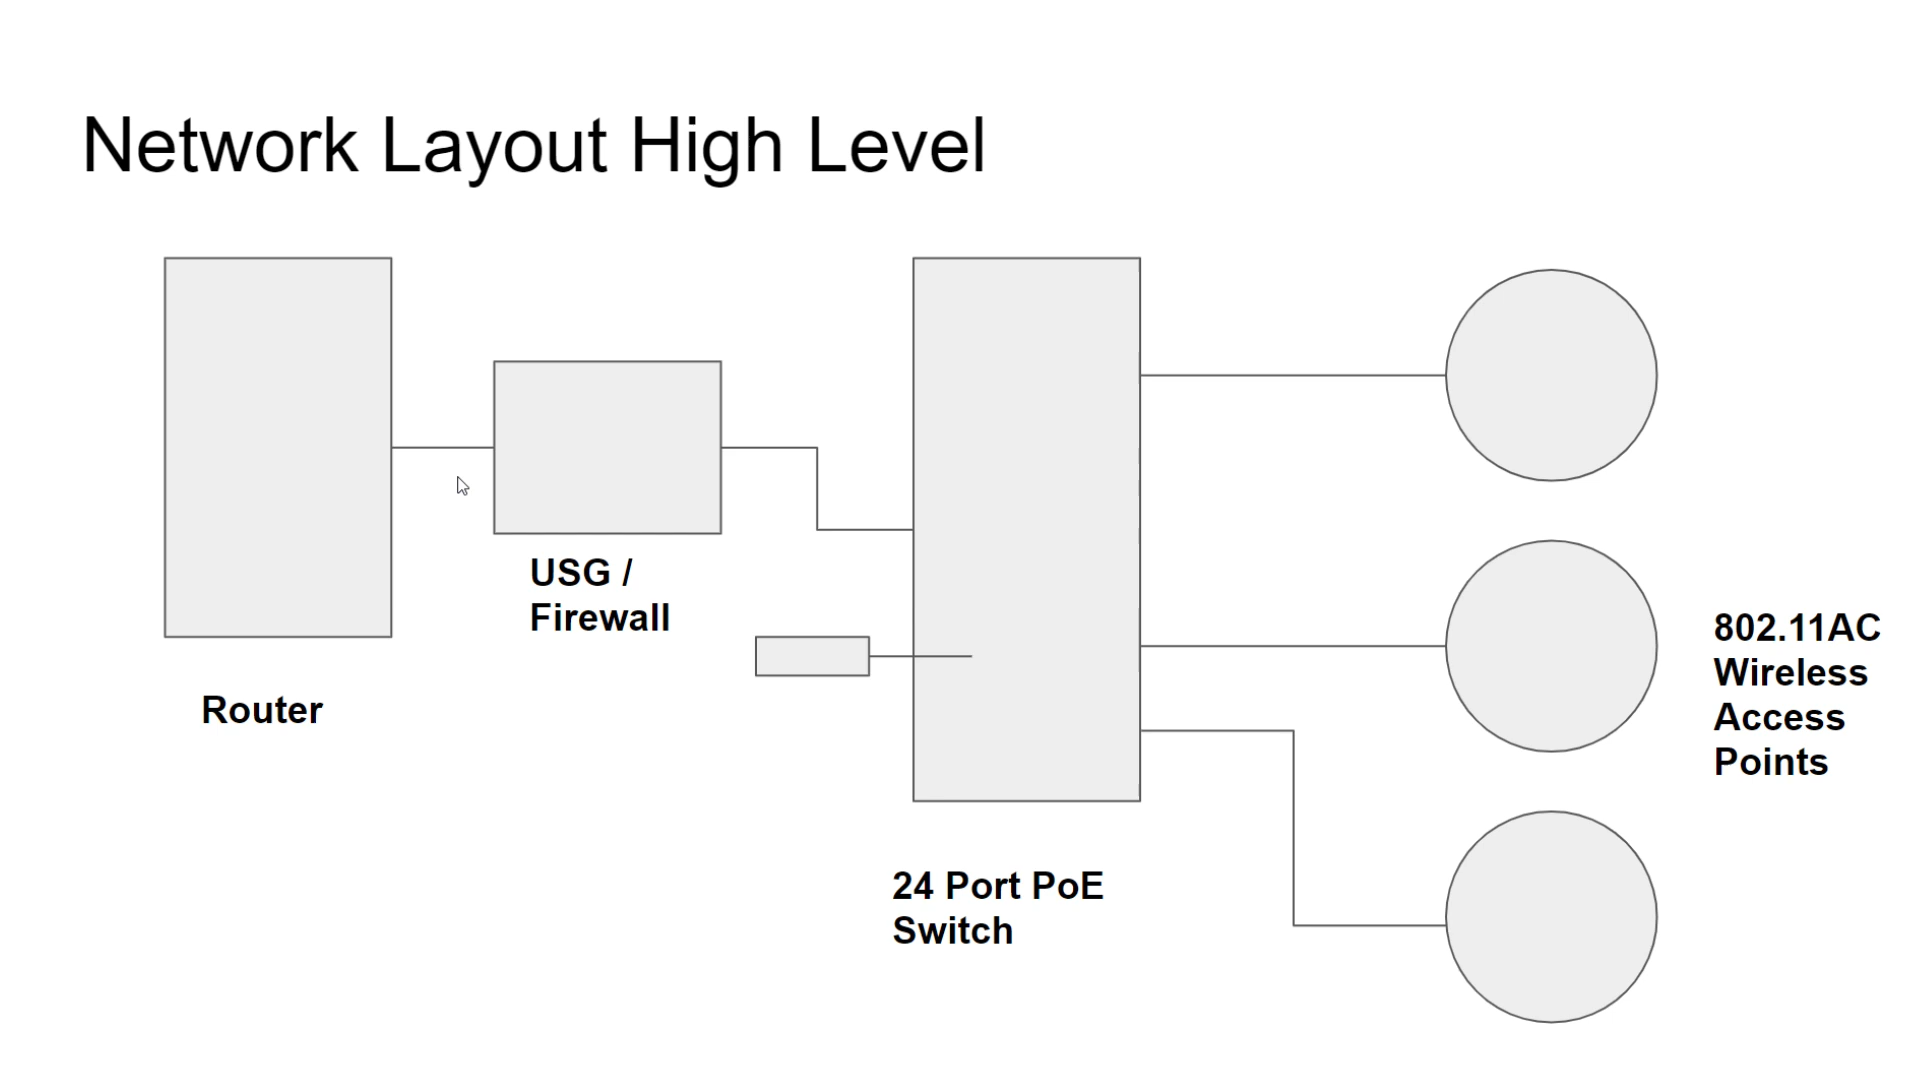 Network Layout High Level
USG /
Firewall
Router
24 Port PoE
Switch
802.11AC
Wireless
Access
Points